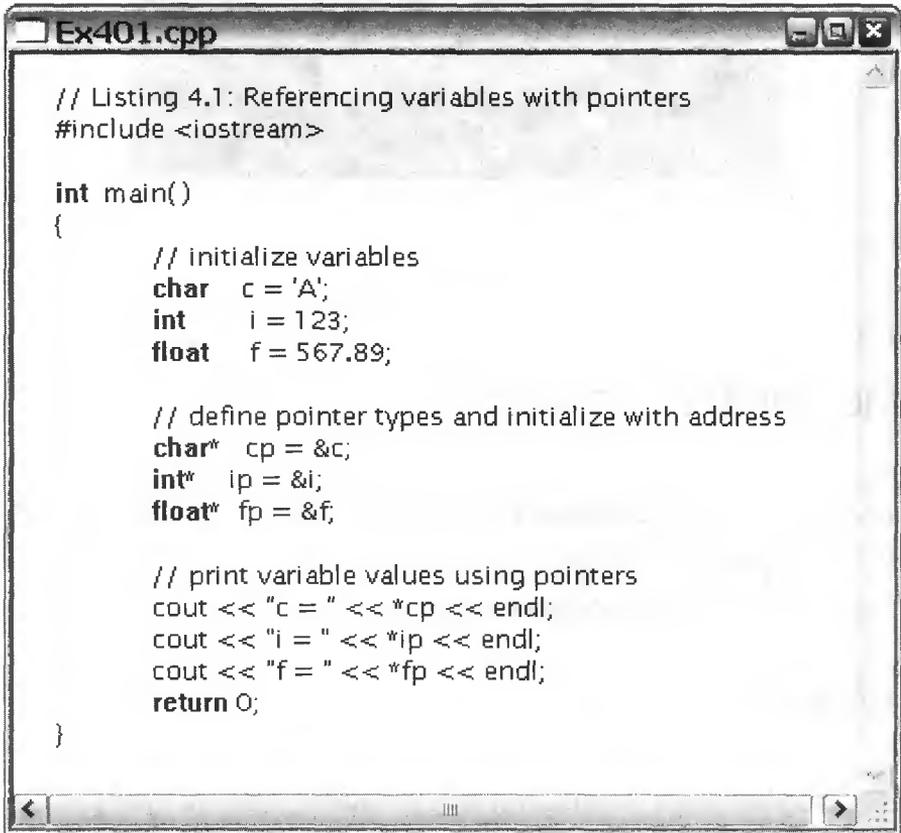 Ex401.cpp
// Listing 4.1: Referencing variables with pointers
#include <iostream>
int main()
{
// initialize variables
char c = 'A';
int i = 123;
float f = 567.89;
// define pointer types and initialize with address
char* cp = &c;
int* ip = &i;
float* fp = &f;
// print variable values using pointers
cout << "c = " << *cp << endl;
cout << "i = " << *ip << endl;
cout << "f = " << *fp << endl;
return 0;
}